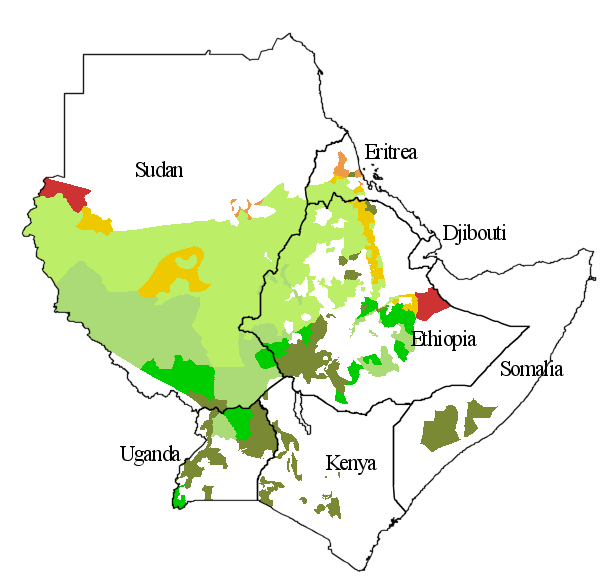 Eritrea
Sudan
Djibouti
Ethiopia
Somalia
Uganda
Kenya